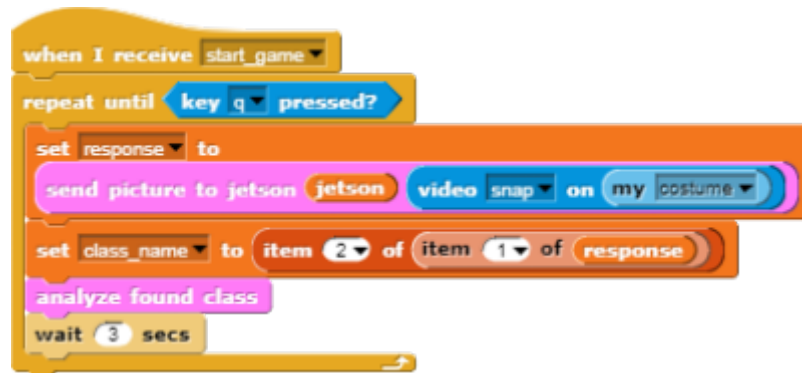 when I receive start_game
repeat until key q pressed?
set response to
send picture to jetson jetson video snap on my costume
set class_name to item 2 of item 1 of response
analyze found class
wait 3 secs